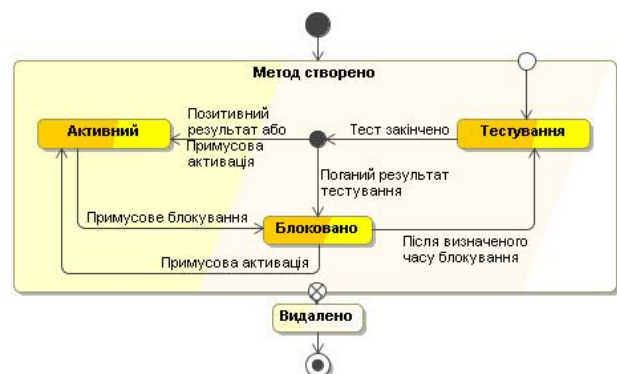 Метод створено
Позитивний
результат або
Примусова
активація
Активний
Тест закінчено
Тестування
Поганий результат
тестування
Примусове блокування
Блоковано
Після визначеного
часу блокування
Примусова активація
Видалено